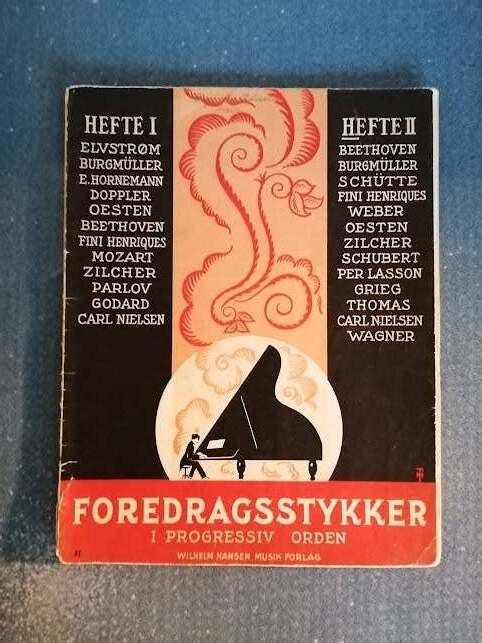 HEFTE I
ELVSTRØM
BURGMÜLLER
E. HORNEMANN
DOPPLER
OESTEN
BEETHOVEN
FINI HENRIQUES
MOZART
ZILCHER
PARLOV
GODARD
CARL NIELSEN
HEFTE II
BEETHOVEN
BURGMÜLLER
SCHÜTTE
FINI HENRIQUES
WEBER
OESTEN
ZILCHER
SCHUBERT
PER LASSON
GRIEG
THOMAS
CARL NIELSEN
WAGNER
FOREDRAGSSTYKKER
I PROGRESSIV ORDEN
WILHELM HANSEN MUSIK FORLAG